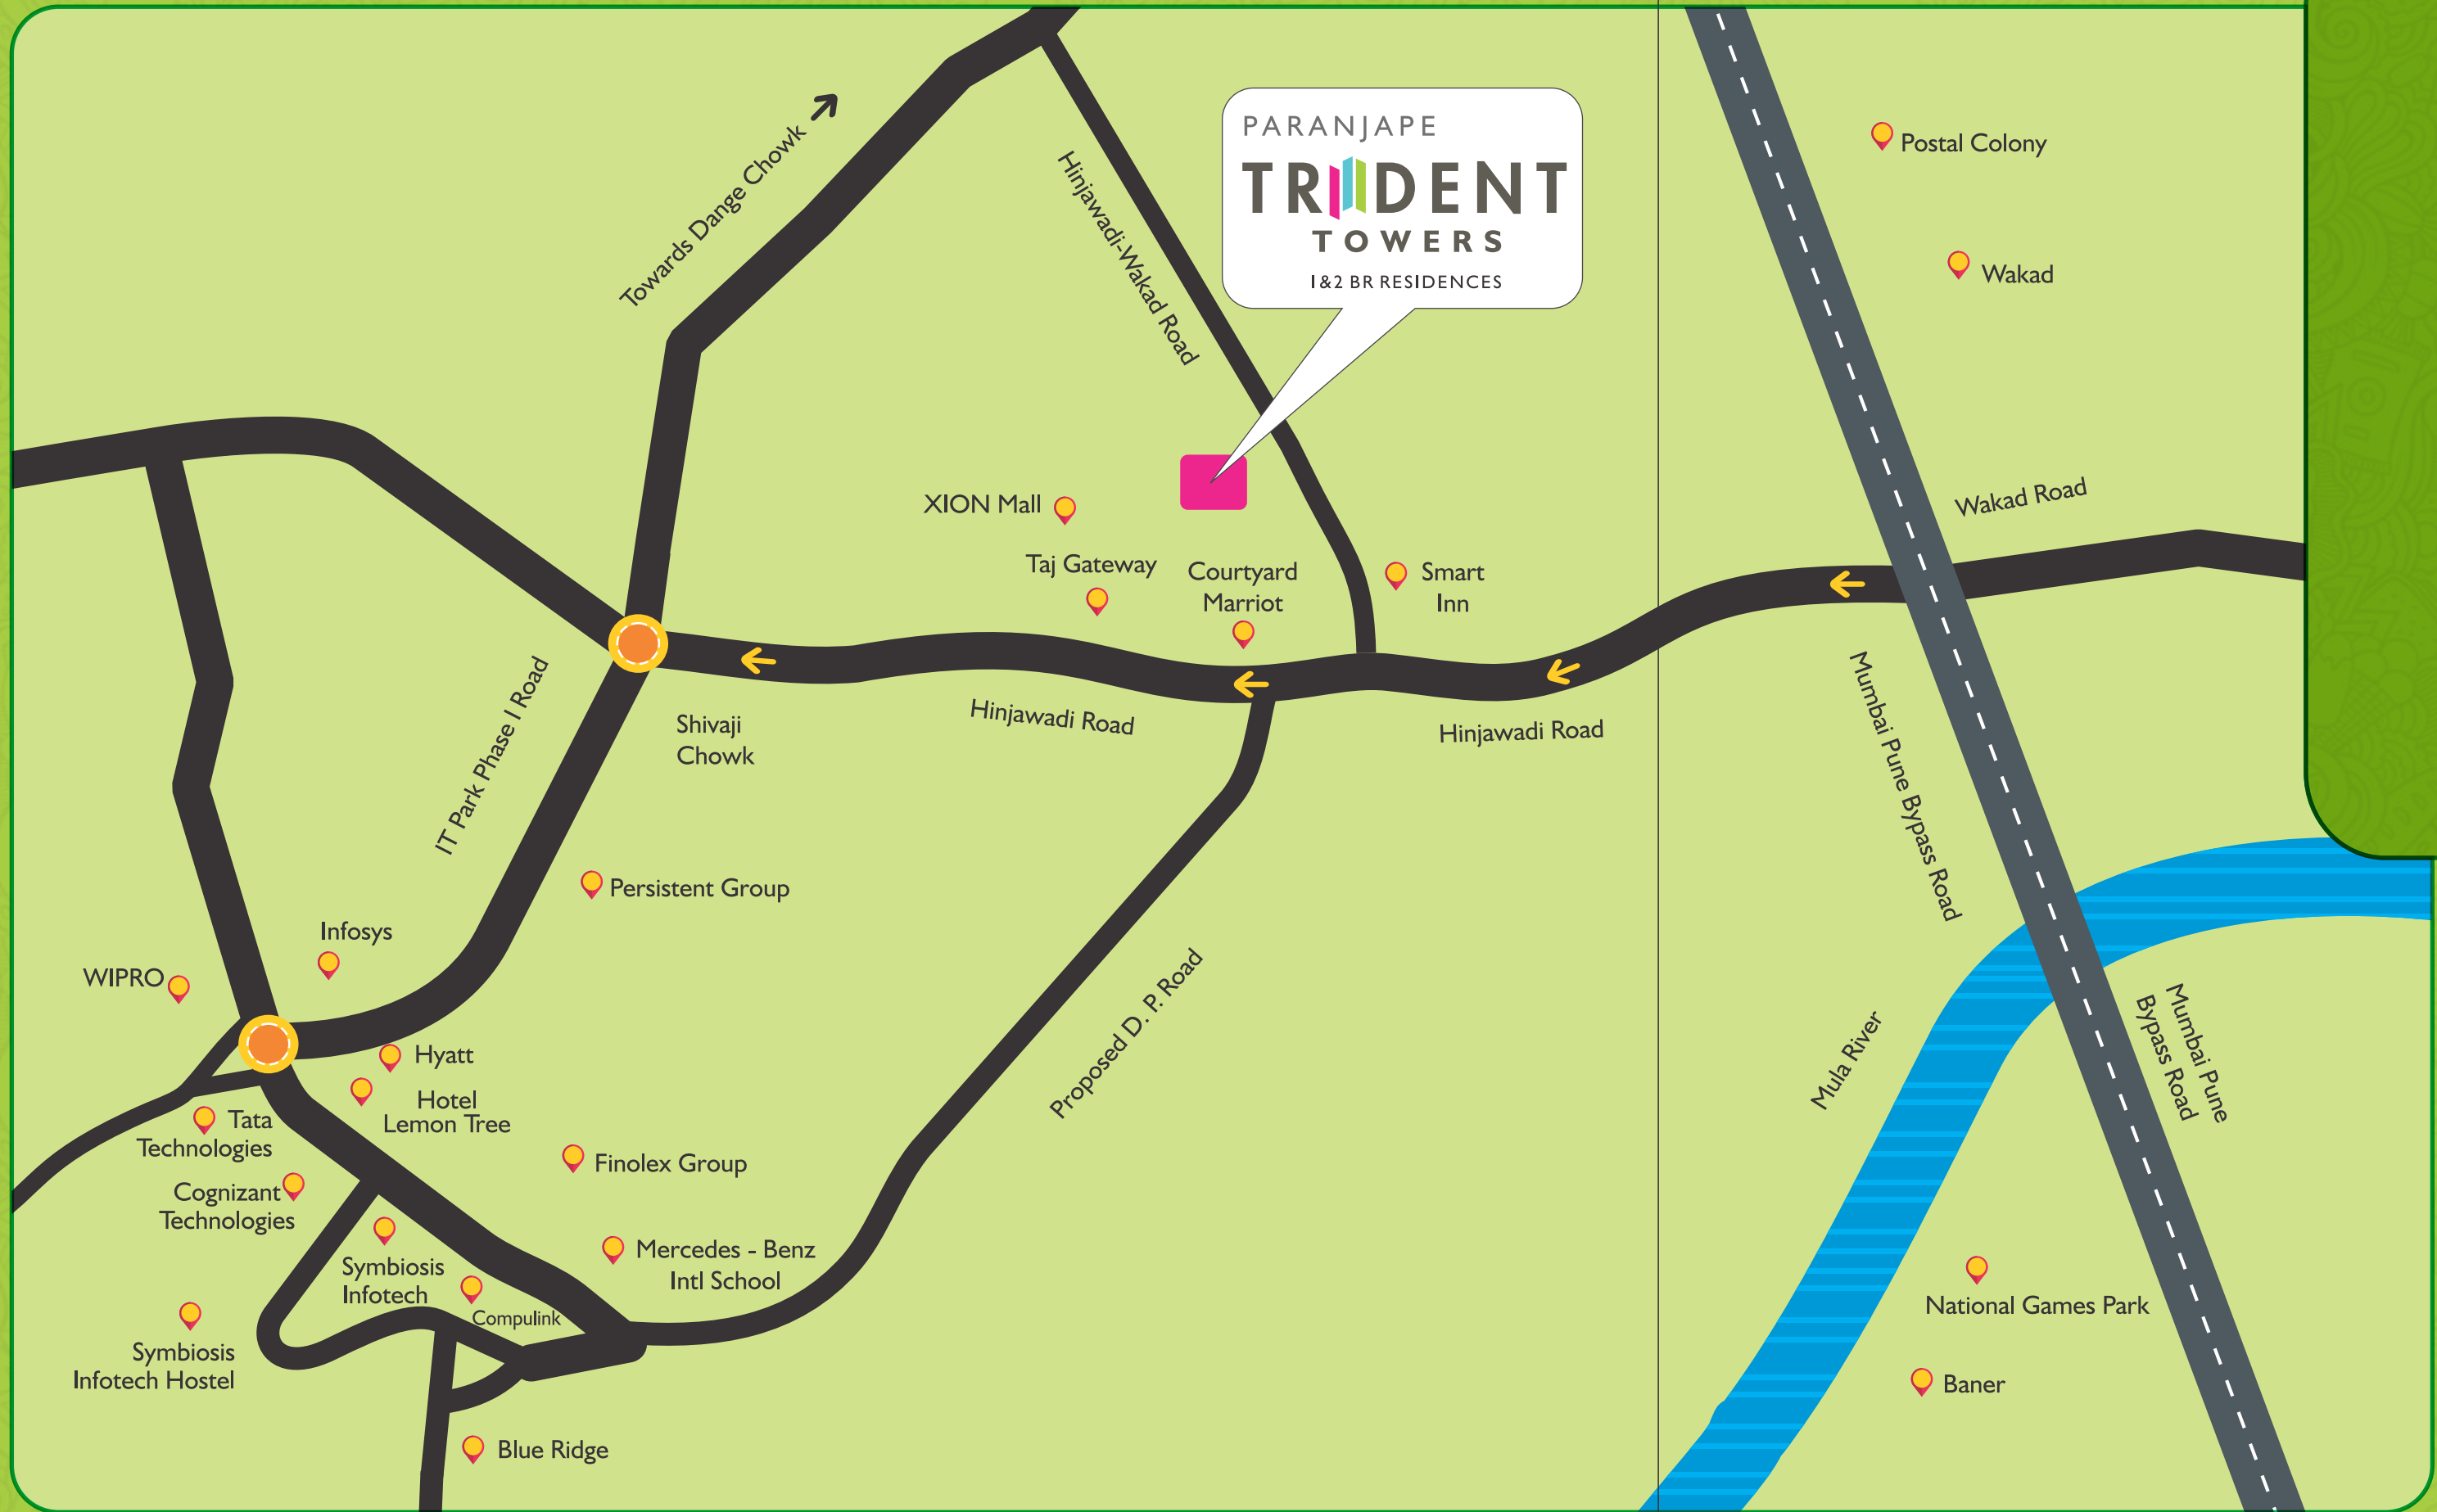 PARANJAPE
TRIDENT
TOWERS
1&2 BR RESIDENCES
Towards Dange Chowk
Hinjawadi-Wakad Road
Postal Colony
Wakad
Wakad Road
XION Mall
Taj Gateway
Courtyard
Marriot
Smart
Inn
Hinjawadi Road
Hinjawadi Road
Shivaji
Chowk
IT Park Phase I Road
Mumbai Pune Bypass Road
Persistent Group
Infosys
WIPRO
Hyatt
Hotel
Lemon Tree
Tata
Technologies
Cognizant
Technologies
Finolex Group
Proposed D. P. Road
Mula River
Mumbai Pune
Bypass Road
Mercedes - Benz
Intl School
Symbiosis
Infotech
Compulink
Symbiosis
Infotech Hostel
Blue Ridge
National Games Park
Baner